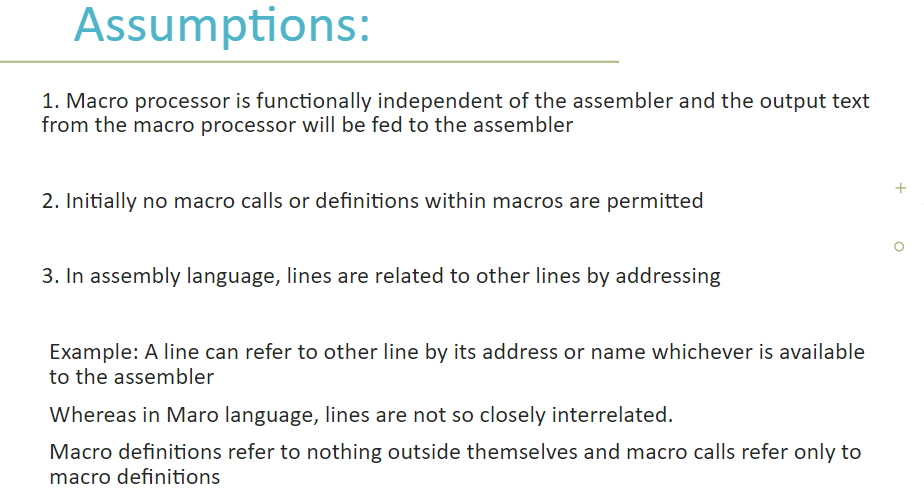 Assumptions:
1. Macro processor is functionally independent of the assembler and the output text
from the macro processor will be fed to the assembler
2. Initially no macro calls or definitions within macros are permitted
3. In assembly language, lines are related to other lines by addressing
Example: A line can refer to other line by its address or name whichever is available
to the assembler
Whereas in Maro language, lines are not so closely interrelated.
Macro definitions refer to nothing outside themselves and macro calls refer only to
macro definitions